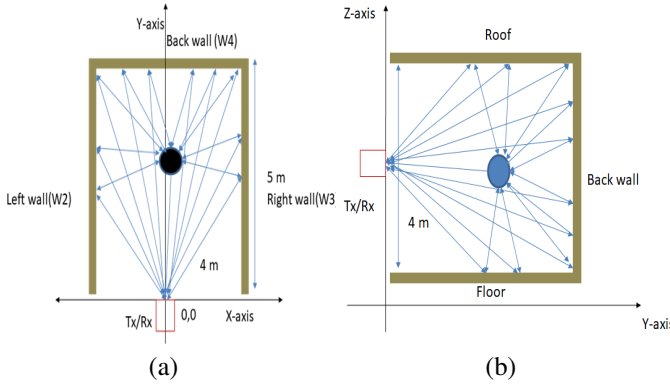 Y-axis
Back wall (W4)
5 m
Left wall(W2)
Right wall(W3
4 m
Tx/Rx
0,0
X-axis
(a)
Z-axis
Roof
Back wall
Tx/Rx
4 m
Floor
Y-axis
(b)